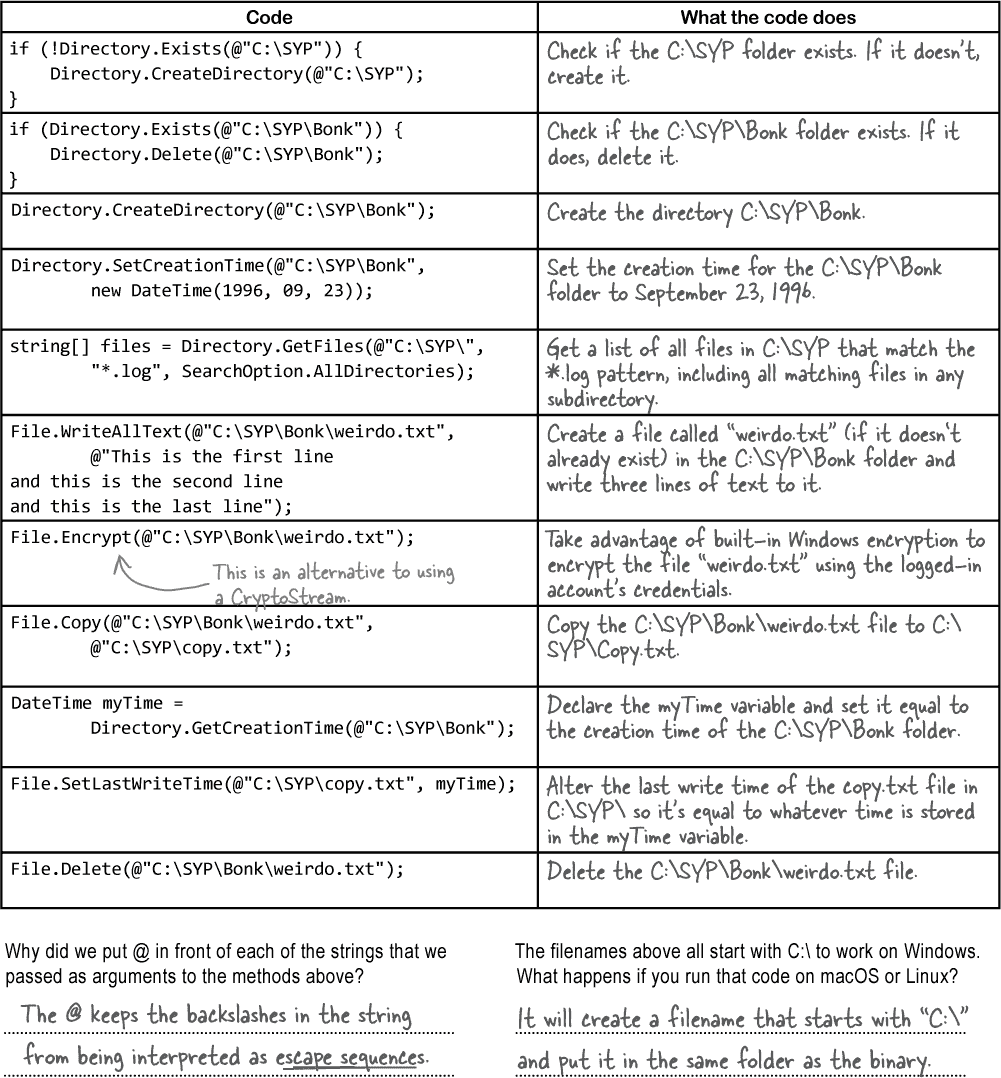 Code
What the code does
if (!Directory.Exists(@"C:\SYP")) {
    Directory.CreateDirectory(@"C:\SYP");
}
Check if the C:\SYP folder exists. If it doesn't,
create it.
if (Directory.Exists(@"C:\SYP\Bonk")) {
    Directory.Delete(@"C:\SYP\Bonk");
}
Check if the C:\SYP\Bonk folder exists. If it
does, delete it.
Directory.CreateDirectory(@"C:\SYP\Bonk");
Create the directory C:\SYP\Bonk.
Directory.SetCreationTime(@"C:\SYP\Bonk",
        new DateTime(1996, 09, 23));
Set the creation time for the C:\SYP\Bonk
folder to September 23, 1996.
string[] files = Directory.GetFiles(@"C:\SYP\",
        "*.log", SearchOption.AllDirectories);
Get a list of all files in C:\SYP that match the
*.log pattern, including all matching files in any
subdirectory.
File.WriteAllText(@"C:\SYP\Bonk\weirdo.txt",
        @"This is the first line
and this is the second line
and this is the last line");
Create a file called “weirdo.txt” (if it doesn't
already exist) in the C:\SYP\Bonk folder and
write three lines of text to it.
File.Encrypt(@"C:\SYP\Bonk\weirdo.txt");
This is an alternative to using
a CryptoStream.
Take advantage of built-in Windows encryption to
encrypt the file “weirdo.txt” using the logged-in
account's credentials.
File.Copy(@"C:\SYP\Bonk\weirdo.txt",
        @"C:\SYP\copy.txt");
Copy the C:\SYP\Bonk\weirdo.txt file to C:\
SYP\Copy.txt.
DateTime myTime =
        Directory.GetCreationTime(@"C:\SYP\Bonk");
Declare the myTime variable and set it equal to
the creation time of the C:\SYP\Bonk folder.
File.SetLastWriteTime(@"C:\SYP\copy.txt", myTime);
Alter the last write time of the copy.txt file in
C:\SYP\ so it's equal to whatever time is stored
in the myTime variable.
File.Delete(@"C:\SYP\Bonk\weirdo.txt");
Delete the C:\SYP\Bonk\weirdo.txt file.
Why did we put @ in front of each of the strings that we
passed as arguments to the methods above?
The @ keeps the backslashes in the string
from being interpreted as escape sequences.
The filenames above all start with C:\ to work on Windows.
What happens if you run that code on macOS or Linux?
It will create a filename that starts with “C:\”
and put it in the same folder as the binary.